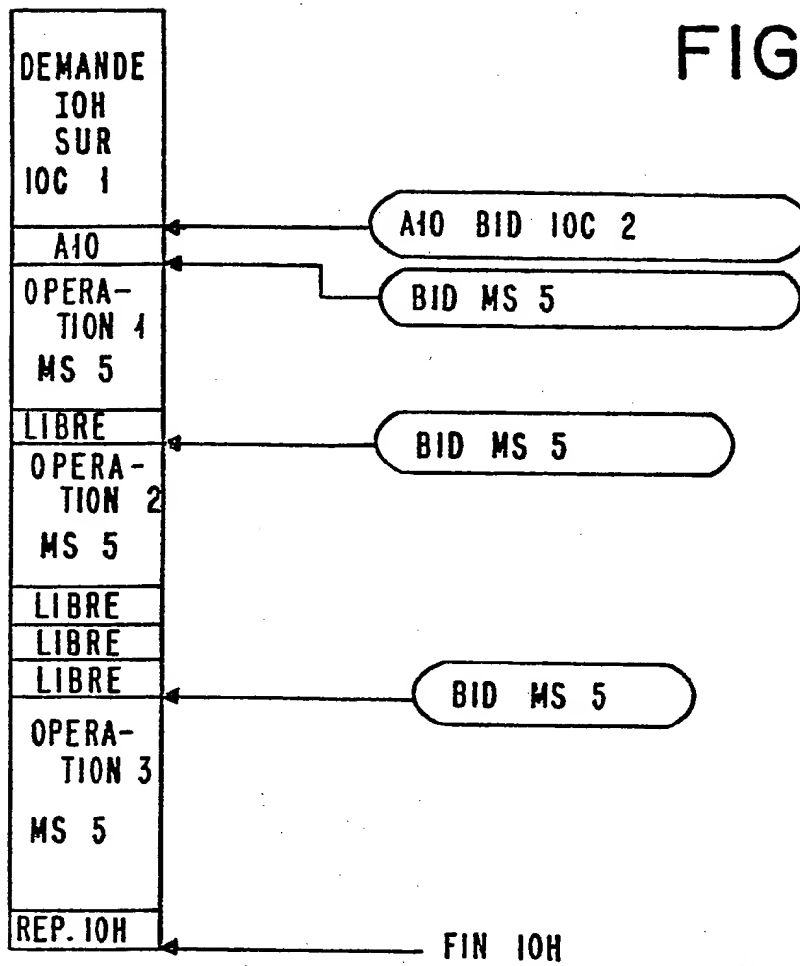 FIG
DEMANDE
IOH
SUR
IOC 1
AIO BID IOC 2
AIO
BID MS 5
OPERA-
TION 1
MS 5
LIBRE
BID MS 5
OPERA-
TION 2
MS 5
LIBRE
LIBRE
LIBRE
BID MS 5
OPERA-
TION 3
MS 5
REP. IOH
FIN IOH